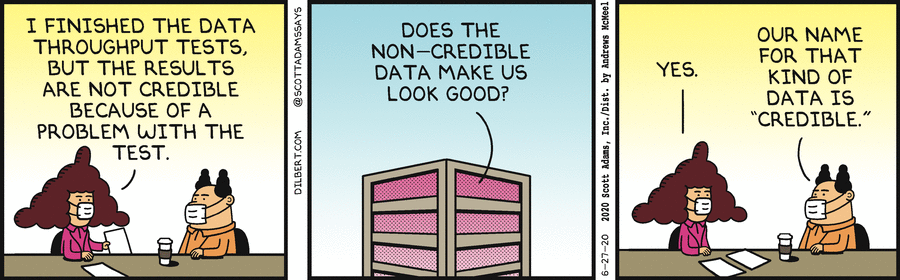 I FINISHED THE DATA
THROUGHPUT TESTS,
BUT THE RESULTS
ARE NOT CREDIBLE
BECAUSE OF A
PROBLEM WITH THE
TEST.
DILBERT.COM @SCOTTADAMSSAYS
DOES THE
NON-CREDIBLE
DATA MAKE US
LOOK GOOD?
6-27-20 2020 Scott Adams, Inc./Dist. by Andrews McMeel
YES.
OUR NAME
FOR THAT
KIND OF
DATA IS
“CREDIBLE.”